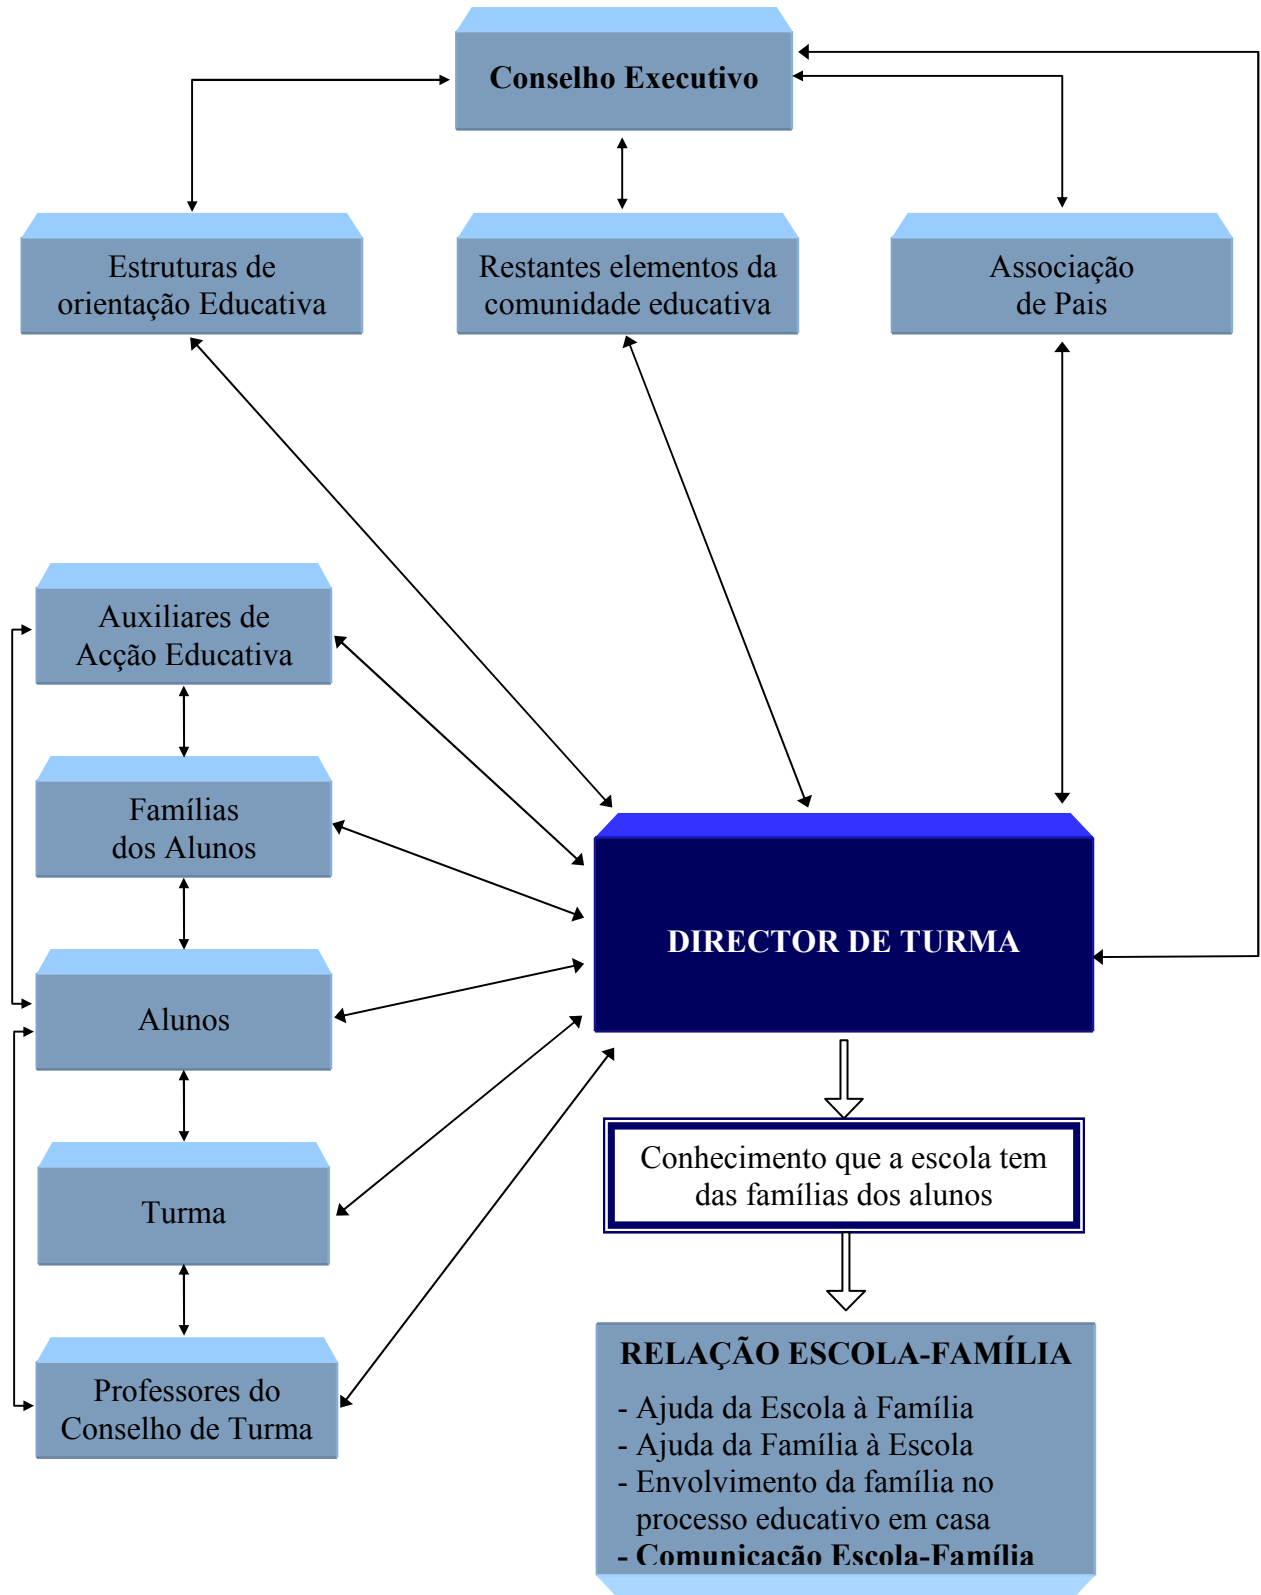 Conselho Executivo
Estruturas de
orientação Educativa
Restantes elementos da
comunidade educativa
Associação
de Pais
Auxiliares de
Acção Educativa
Famílias
dos Alunos
DIRECTOR DE TURMA
Alunos
Conhecimento que a escola tem
das famílias dos alunos
Turma
Professores do
Conselho de Turma
RELAÇÃO ESCOLA-FAMÍLIA
- Ajuda da Escola à Família
- Ajuda da Família à Escola
- Envolvimento da família no
processo educativo em casa
- Comunicação Escola-Família